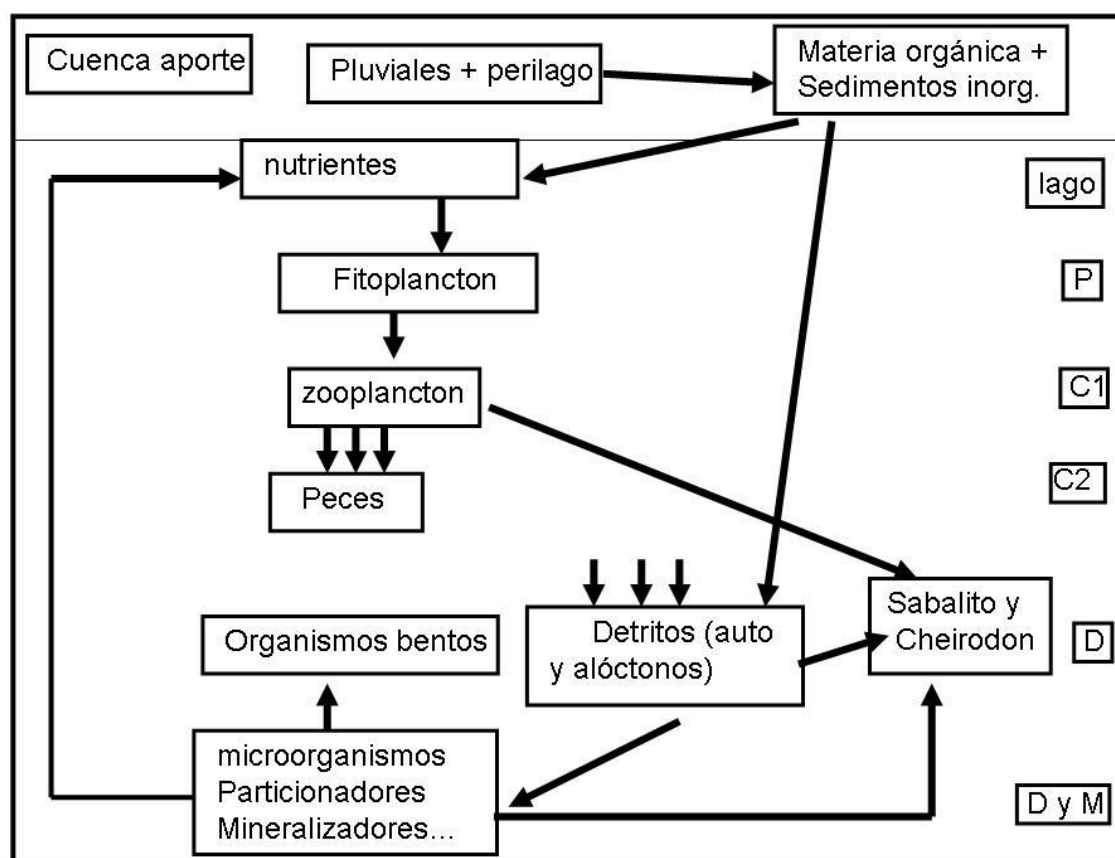 Cuenca aporte
Pluviales + perilago
Materia orgánica +
Sedimentos inorg.
nutrientes
lago
Fitoplancton
P
zooplancton
C1
Peces
C2
Organismos bentos
Detritos (auto
y alóctonos)
Sabalito y
Cheirodon
D
microorganismos
Particionadores
Mineralizadores...
D y M